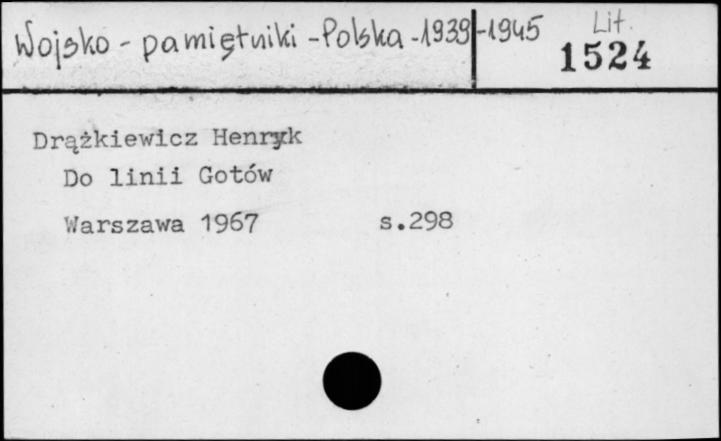 Wojsko - pamiętniki - Polska - 1939 - 1945
Lit.
1524
Drążkiewicz Henryk
Do linii Gotów
Warszawa 1967 s.298